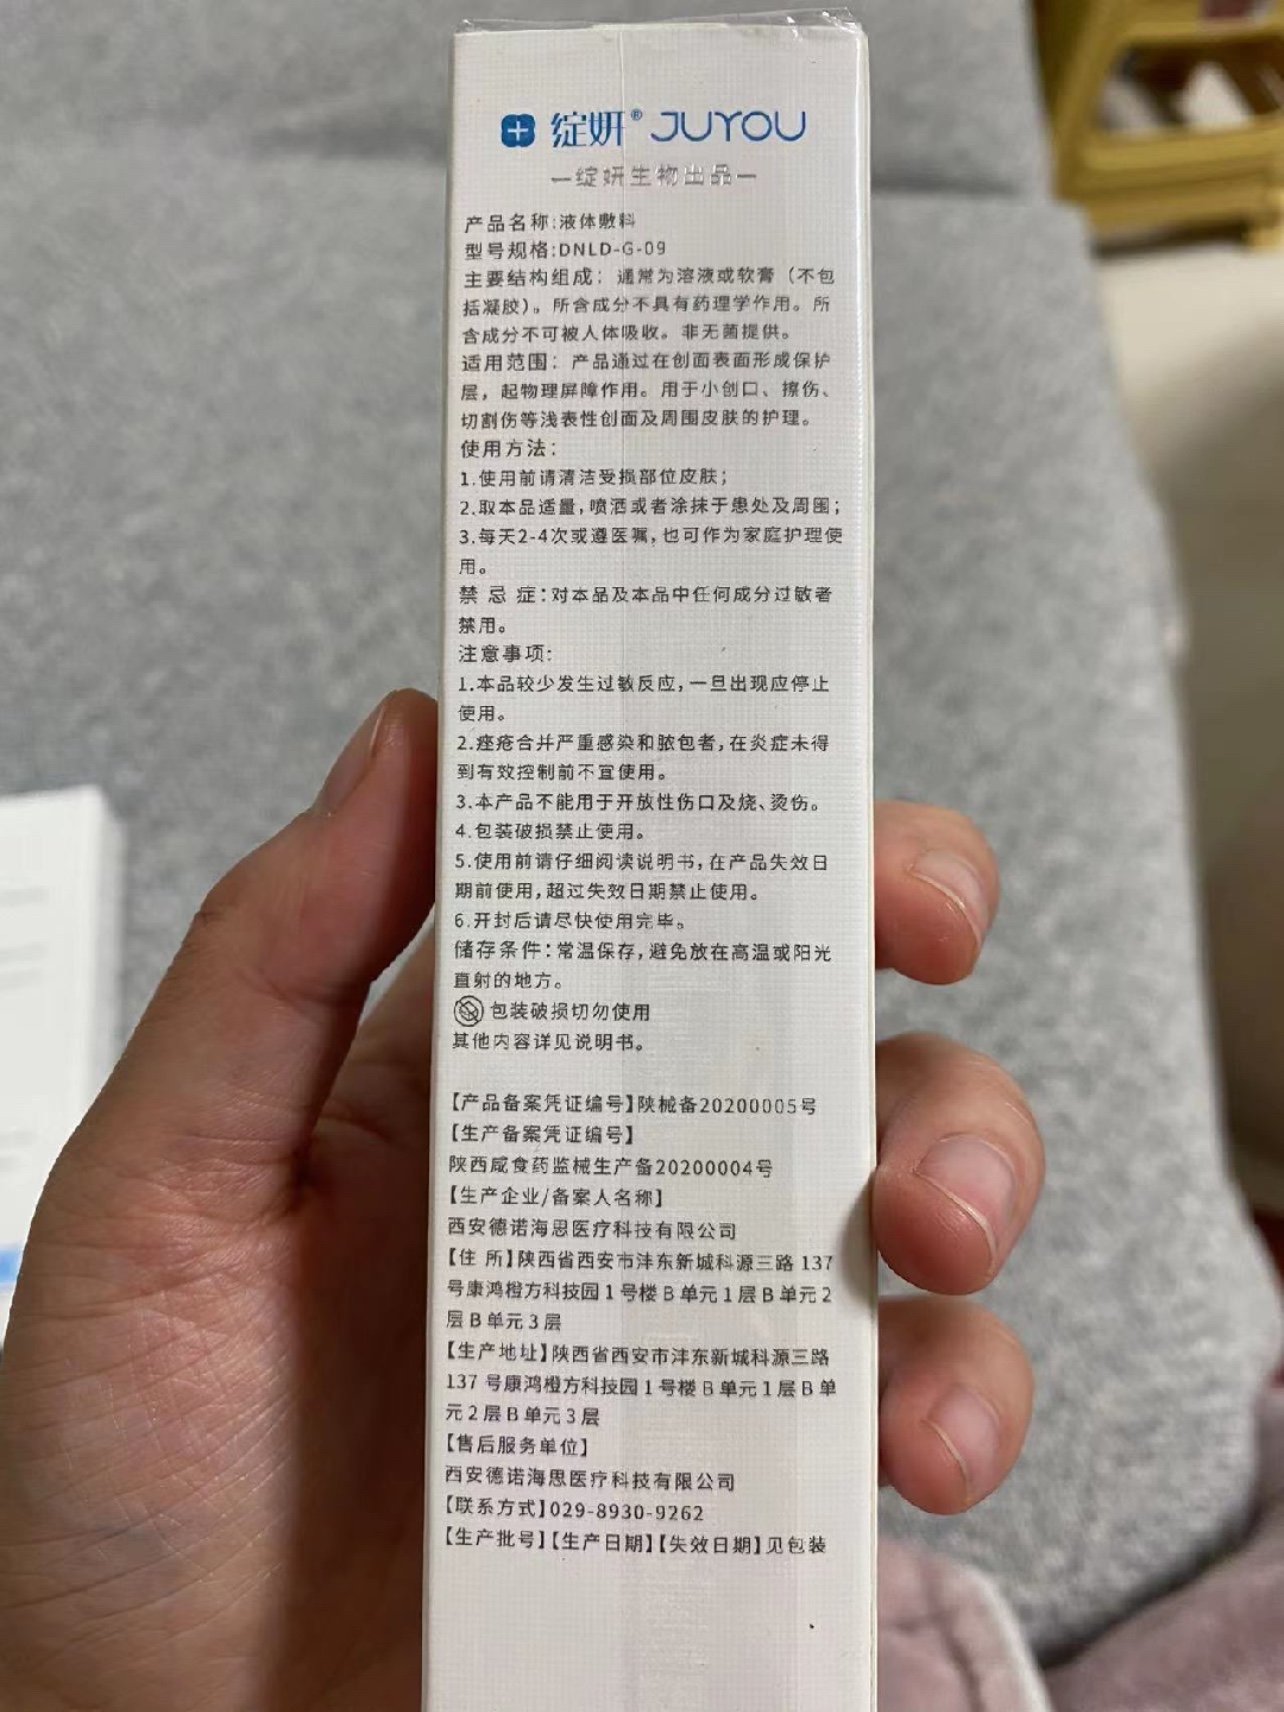 绽妍® JUYOU
—绽妍生物出品—
产品名称:液体敷料
型号规格:DNLD-G-09
主要结构组成：通常为溶液或软膏（不包
括凝胶）。所含成分不具有药理学作用。所
含成分不可被人体吸收。非无菌提供。
适用范围：产品通过在创面表面形成保护
层，起物理屏障作用。用于小创口、擦伤、
切割伤等浅表性创面及周围皮肤的护理。
使用方法：
1.使用前请清洁受损部位皮肤；
2.取本品适量,喷洒或者涂抹于患处及周围；
3.每天2-4次或遵医嘱,也可作为家庭护理使
用。
禁 忌 症：对本品及本品中任何成分过敏者
禁用。
注意事项:
1.本品较少发生过敏反应,一旦出现应停止
使用。
2.痤疮合并严重感染和脓包者,在炎症未得
到有效控制前不宜使用。
3.本产品不能用于开放性伤口及烧、烫伤。
4.包装破损禁止使用。
5.使用前请仔细阅读说明书,在产品失效日
期前使用,超过失效日期禁止使用。
6.开封后请尽快使用完毕。
储存条件：常温保存,避免放在高温或阳光
直射的地方。
包装破损切勿使用
其他内容详见说明书。
【产品备案凭证编号】陕械备20200005号
【生产备案凭证编号】
陕西咸食药监械生产备20200004号
【生产企业/备案人名称】
西安德诺海思医疗科技有限公司
【住 所】陕西省西安市沣东新城科源三路 137
号康鸿橙方科技园 1 号楼 B 单元 1 层 B 单元 2
层 B 单元 3 层
【生产地址】陕西省西安市沣东新城科源三路
137 号康鸿橙方科技园 1 号楼 B 单元 1 层 B 单
元 2 层 B 单元 3 层
【售后服务单位】
西安德诺海思医疗科技有限公司
【联系方式】029-8930-9262
【生产批号】【生产日期】【失效日期】见包装